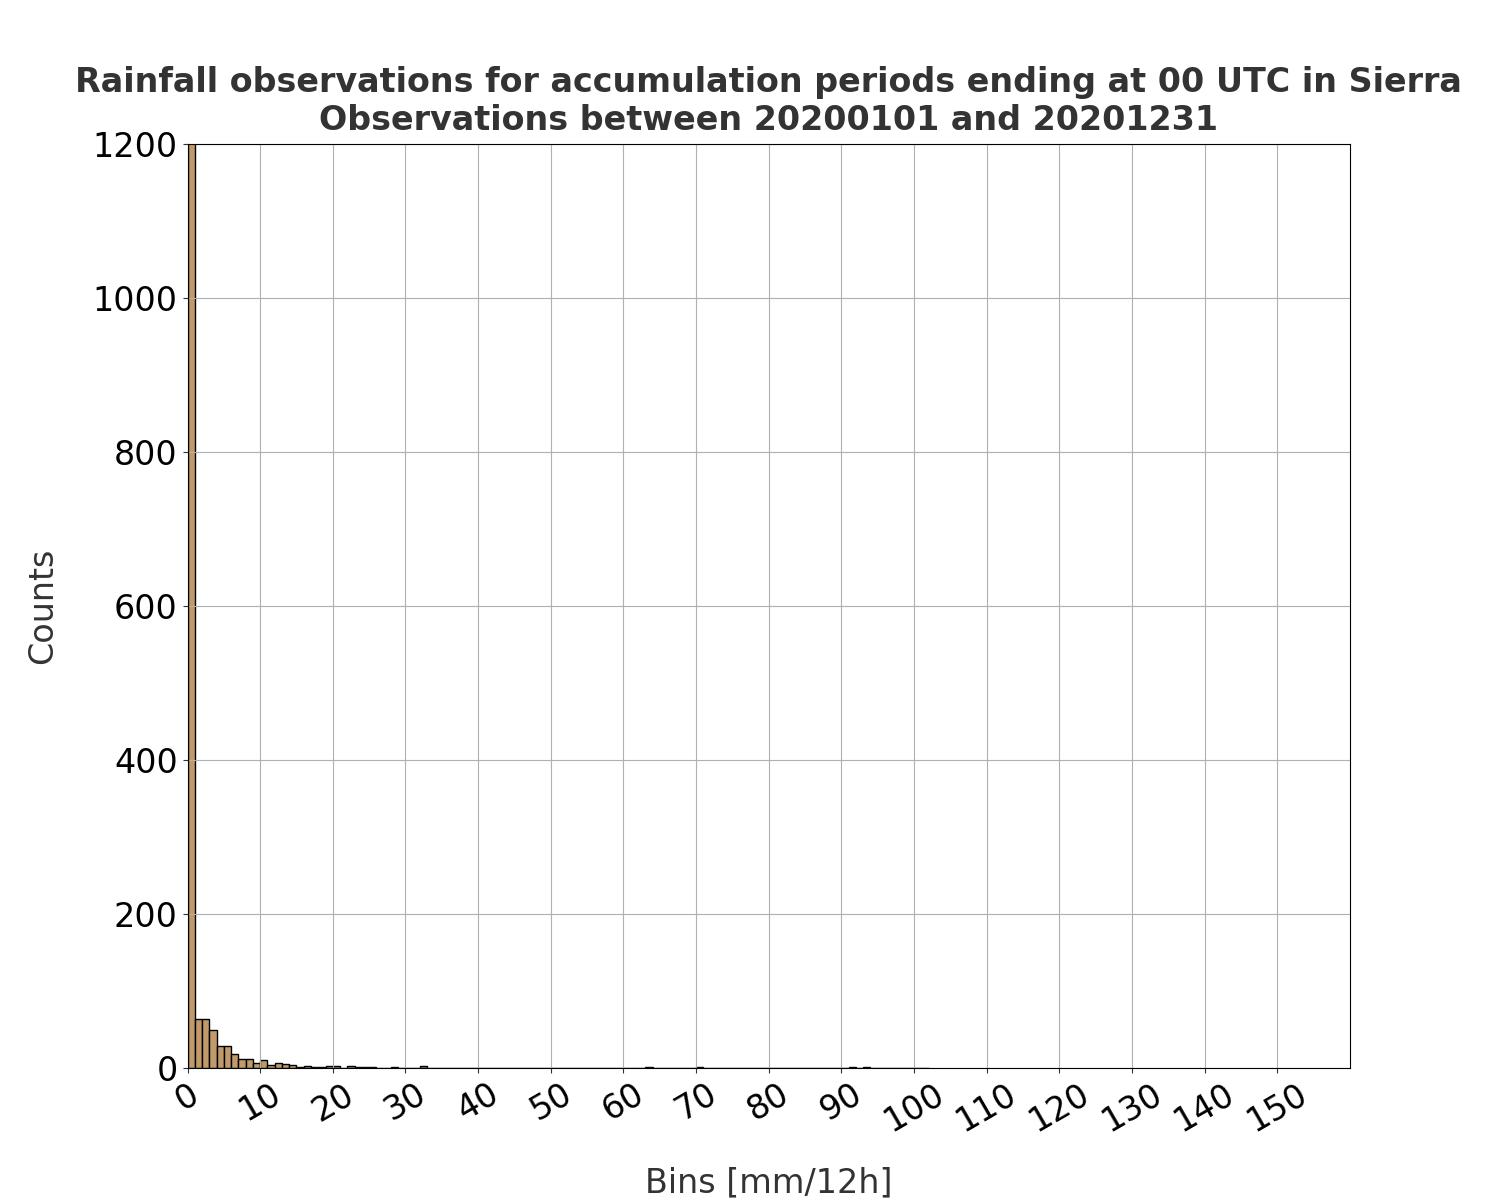 Rainfall observations for accumulation periods ending at 00 UTC in Sierra
Observations between 20200101 and 20201231
1200
1000
800
600
400
200
0
Counts
0 10 20 30 40 50 60 70 80 90 100 110 120 130 140 150
Bins [mm/12h]